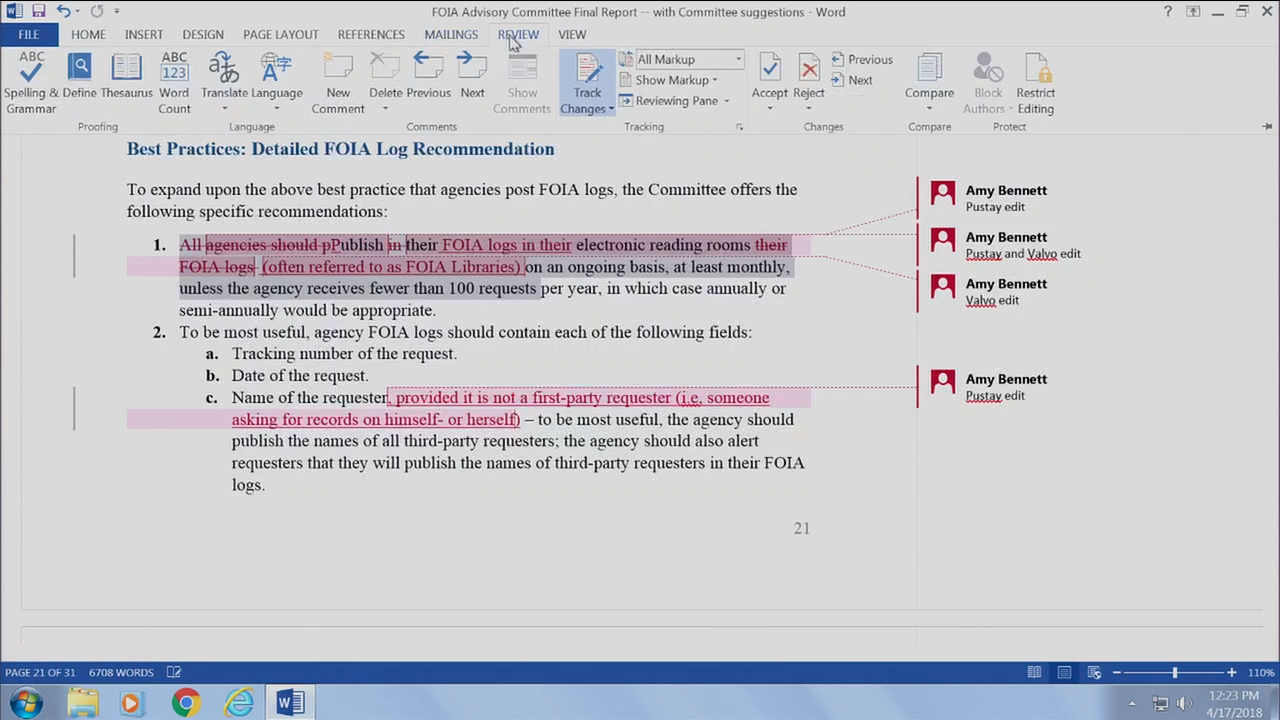 FOIA Advisory Committee Final Report -- with Committee suggestions - Word
?
FILE HOME INSERT DESIGN PAGE LAYOUT REFERENCES MAILINGS REVIEW VIEW
ABC
Spelling &
Grammar
Define
Thesaurus
ABC
123
Word
Count
Proofing
Translate
Language
Language
New
Comment
Delete
Previous
Next
Show
Comments
Comments
Track
Changes
All Markup
Show Markup
Reviewing Pane
Tracking
Accept
Reject
Previous
Next
Changes
Compare
Compare
Block
Authors
Restrict
Editing
Protect
Best Practices: Detailed FOIA Log Recommendation
To expand upon the above best practice that agencies post FOIA logs, the Committee offers the
following specific recommendations:
1. All agencies should pPublish in their FOIA logs in their electronic reading rooms their
FOIA logs (often referred to as FOIA Libraries) on an ongoing basis, at least monthly,
unless the agency receives fewer than 100 requests per year, in which case annually or
semi-annually would be appropriate.
2. To be most useful, agency FOIA logs should contain each of the following fields:
a. Tracking number of the request.
b. Date of the request.
c. Name of the requester, provided it is not a first-party requester (i.e, someone
asking for records on himself- or herself) – to be most useful, the agency should
publish the names of all third-party requesters; the agency should also alert
requesters that they will publish the names of third-party requesters in their FOIA
logs.
21
Amy Bennett
Pustay edit
Amy Bennett
Pustay and Valvo edit
Amy Bennett
Valvo edit
Amy Bennett
Pustay edit
PAGE 21 OF 31 6708 WORDS
110%
12:23 PM
4/17/2018